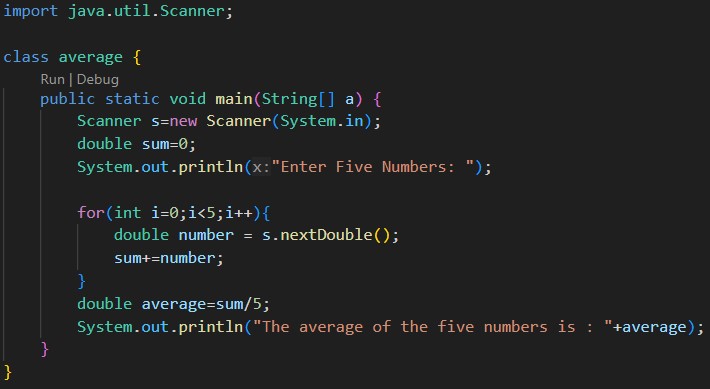 import java.util.Scanner;
class average {
Run | Debug
public static void main(String[] a) {
Scanner s=new Scanner(System.in);
double sum=0;
System.out.println(x:"Enter Five Numbers: ");
for(int i=0;i<5;i++){
double number = s.nextDouble();
sum+=number;
}
double average=sum/5;
System.out.println("The average of the five numbers is : "+average);
}
}